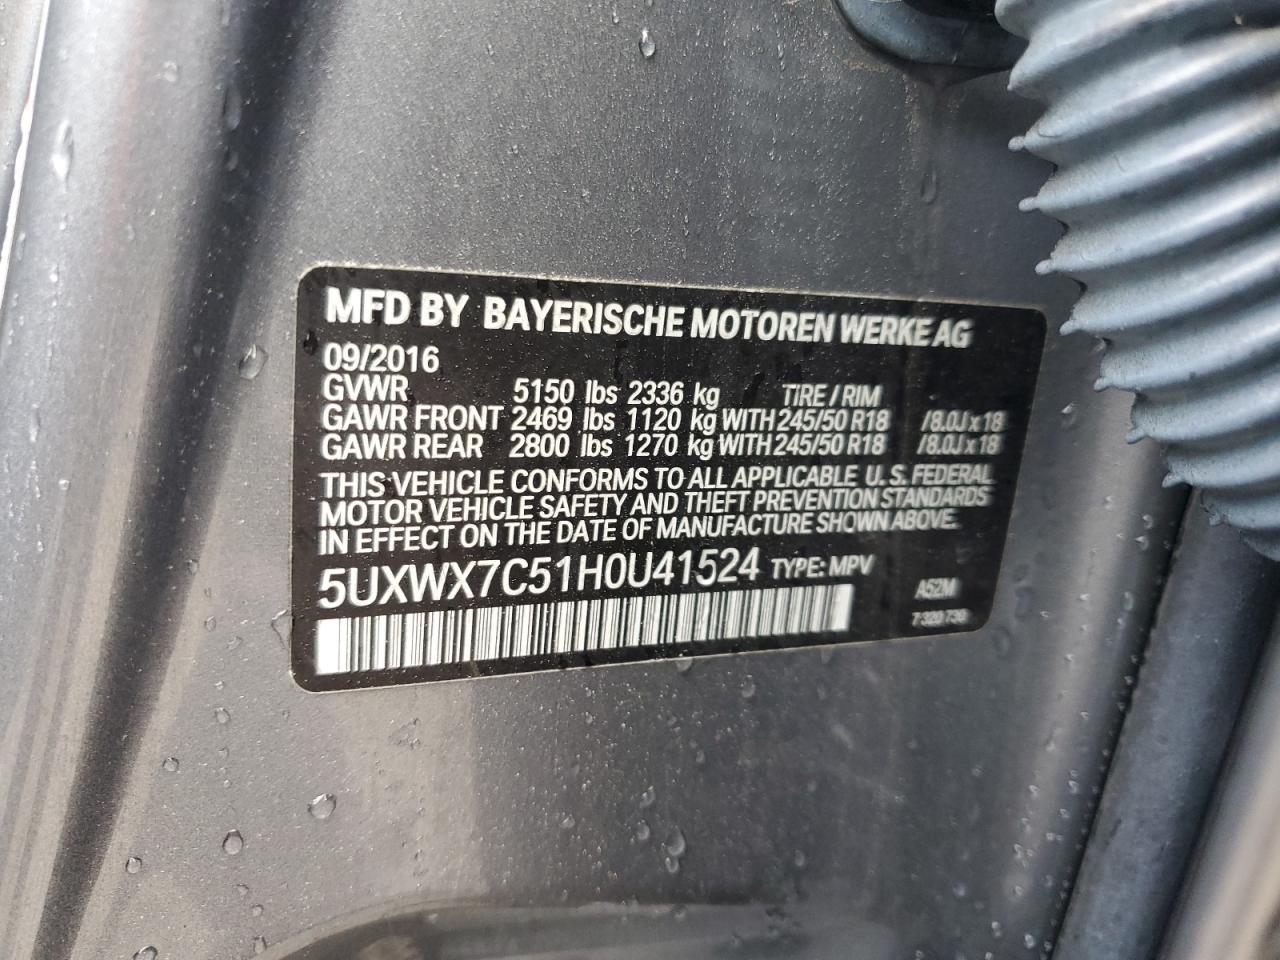 MFD BY BAYERISCHE MOTOREN WERKE AG
09/2016
GVWR 5150 lbs 2336 kg TIRE / RIM
GAWR FRONT 2469 lbs 1120 kg WITH 245/50 R18 /8.0J x 18
GAWR REAR 2800 lbs 1270 kg WITH 245/50 R18 /8.0J x 18
THIS VEHICLE CONFORMS TO ALL APPLICABLE U.S. FEDERAL
MOTOR VEHICLE SAFETY AND THEFT PREVENTION STANDARDS
IN EFFECT ON THE DATE OF MANUFACTURE SHOWN ABOVE.
5UXWX7C51H0U41524 TYPE: MPV
A52M
7 320 730